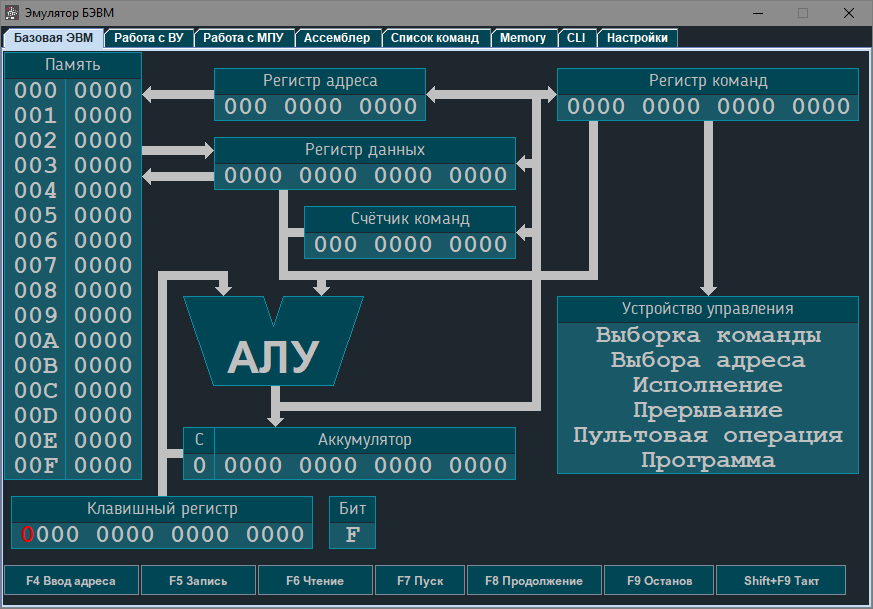 Эмулятор БЭВМ
Базовая ЭВМ
Работа с ВУ
Работа с МПУ
Ассемблер
Список команд
Memory
CLI
Настройки
Память
000 0000
001 0000
002 0000
003 0000
004 0000
005 0000
006 0000
007 0000
008 0000
009 0000
00A 0000
00B 0000
00C 0000
00D 0000
00E 0000
00F 0000
Регистр адреса
000 0000 0000
Регистр команд
0000 0000 0000 0000
Регистр данных
0000 0000 0000 0000
Счётчик команд
000 0000 0000
АЛУ
Устройство управления
Выборка команды
Выбора адреса
Исполнение
Прерывание
Пультовая операция
Программа
С
Аккумулятор
0
0000 0000 0000 0000
Клавишный регистр
0000 0000 0000 0000
Бит
F
F4 Ввод адреса
F5 Запись
F6 Чтение
F7 Пуск
F8 Продолжение
F9 Останов
Shift+F9 Такт